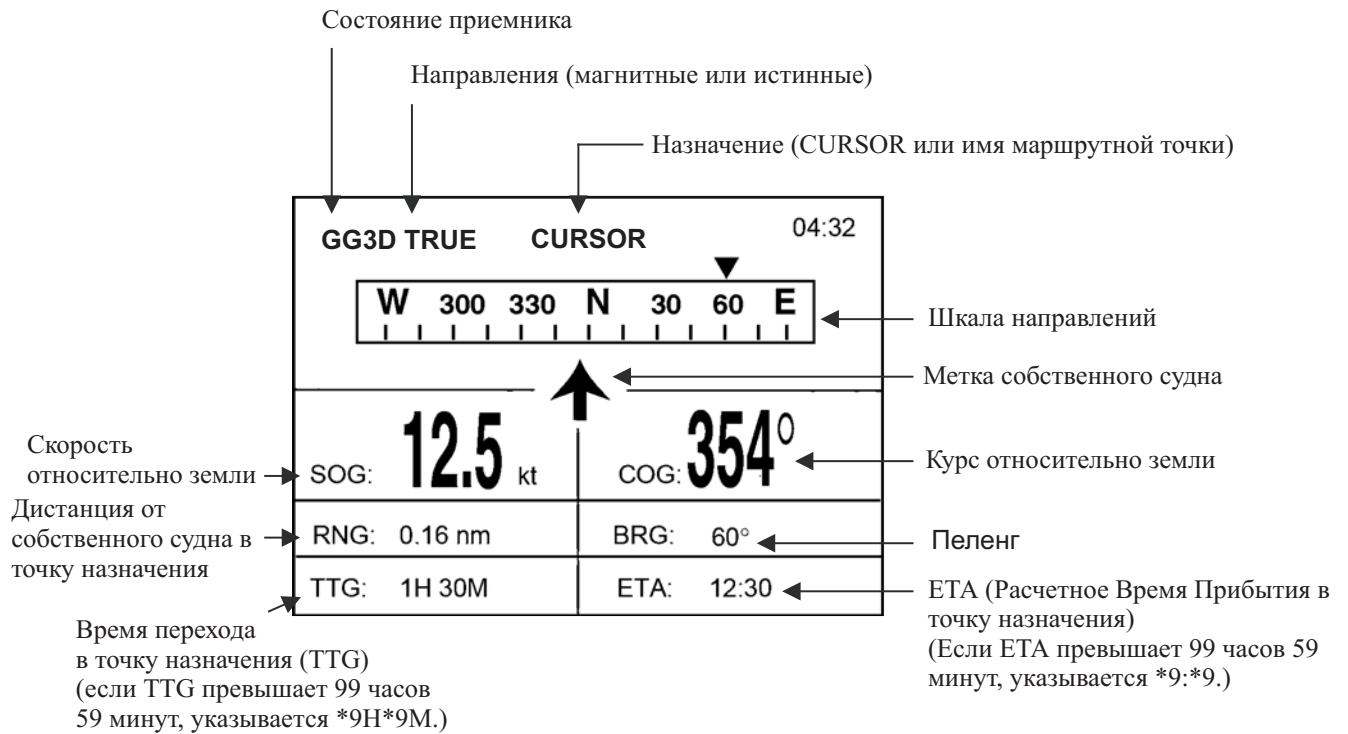 Состояние приемника
Направления (магнитные или истинные)
Назначение (CURSOR или имя маршрутной точки)
GG3D TRUE CURSOR 04:32
W 300 330 N 30 60 E
Шкала направлений
Метка собственного судна
Скорость
относительно земли
SOG: 12.5 kt
COG: 354°
Курс относительно земли
Дистанция от
собственного судна в
точку назначения
RNG: 0.16 nm
BRG: 60°
Пеленг
TTG: 1H 30M
ETA: 12:30
ETA (Расчетное Время Прибытия в
точку назначения)
(Если ETA превышает 99 часов 59
минут, указывается *9:*9.)
Время перехода
в точку назначения (TTG)
(если TTG превышает 99 часов
59 минут, указывается *9H*9M.)